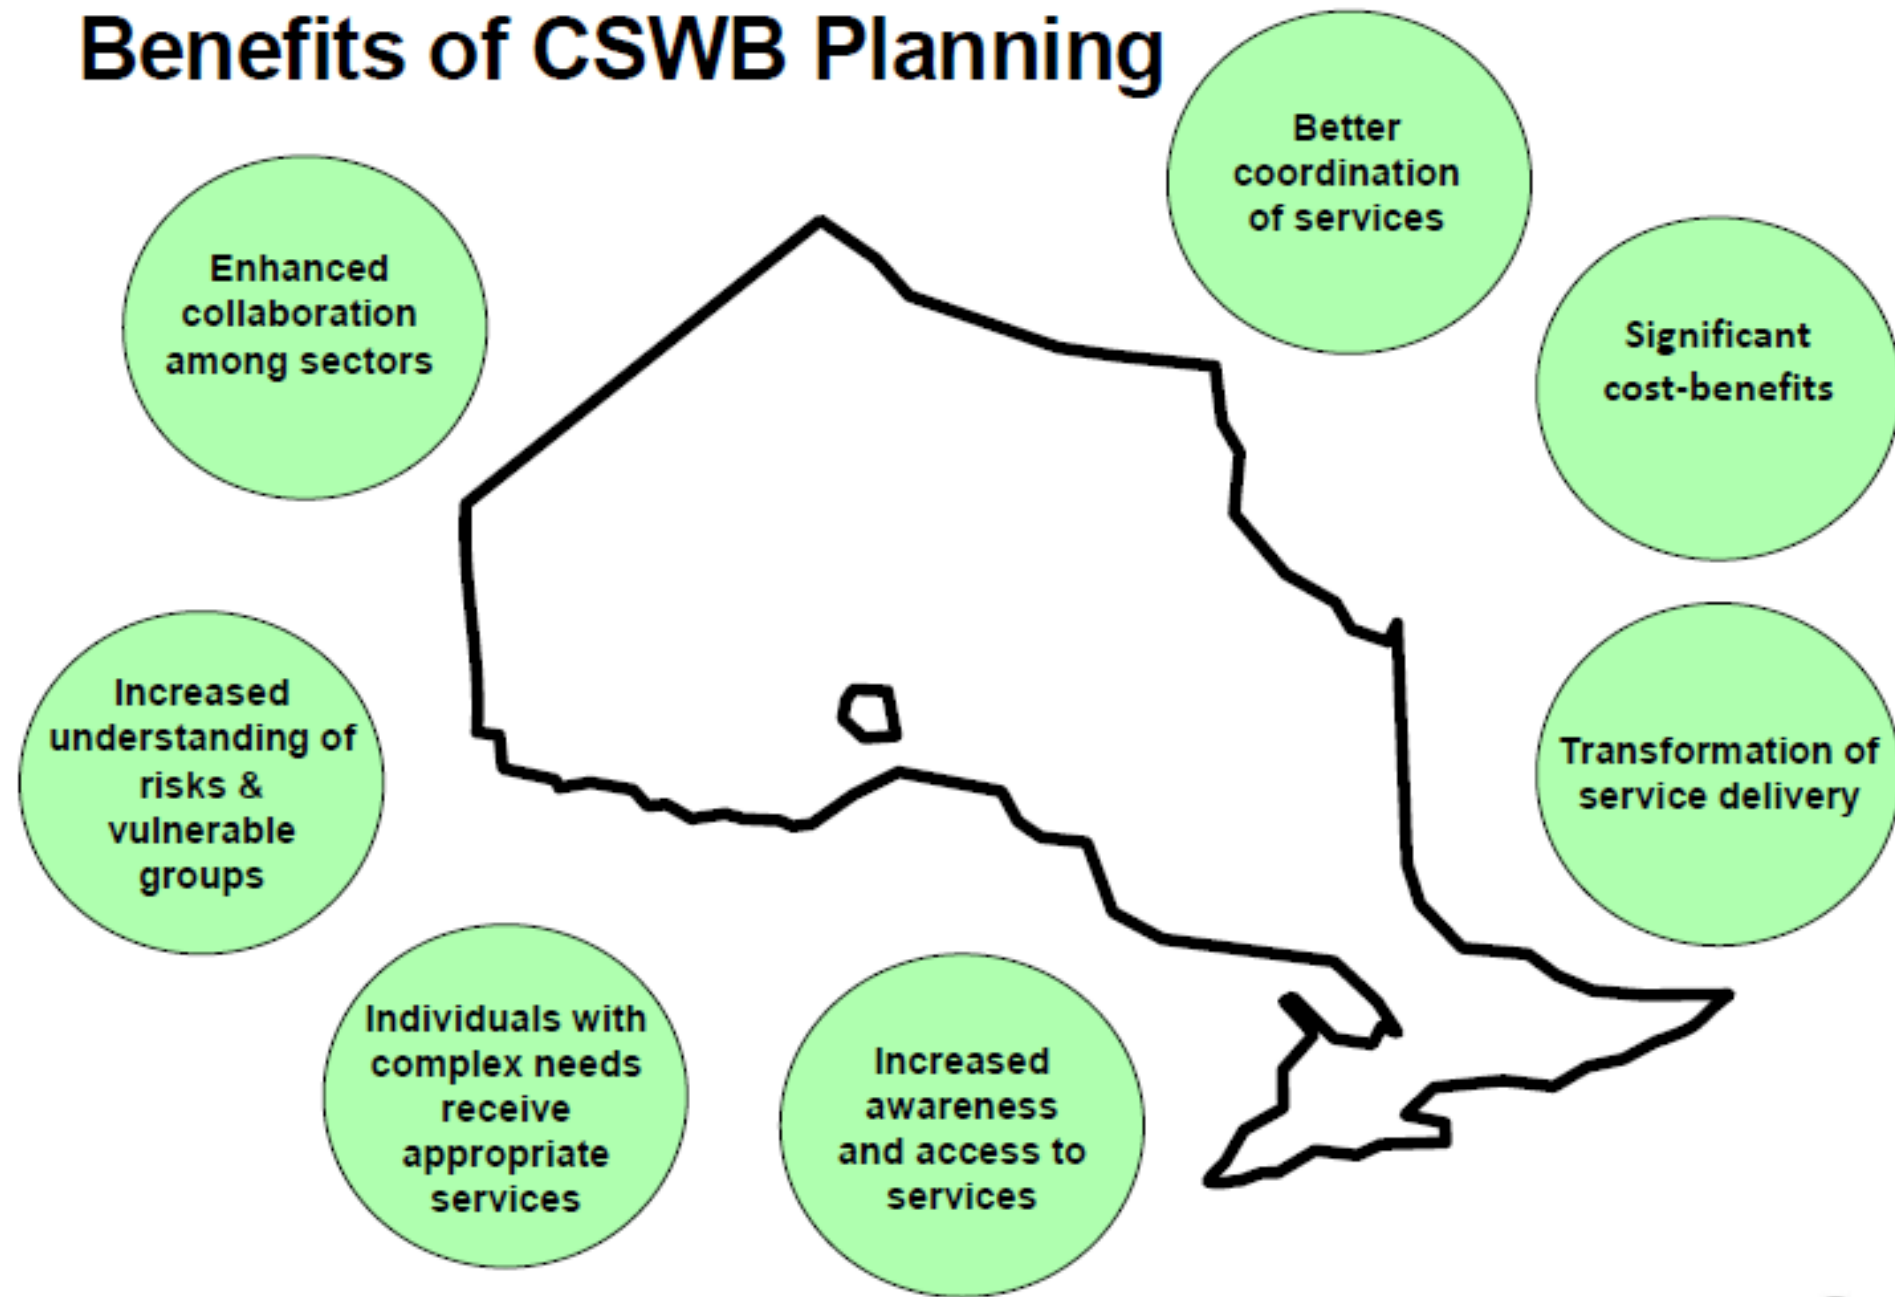 Benefits of CSWB Planning
Better
coordination
of services
Enhanced
collaboration
among sectors
Significant
cost-benefits
Increased
understanding of
risks &
vulnerable
groups
Transformation of
service delivery
Individuals with
complex needs
receive
appropriate
services
Increased
awareness
and access to
services